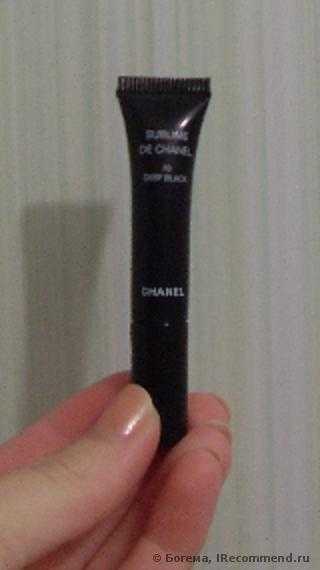 SUBLIME
DE CHANEL
10
DEEP BLACK
CHANEL
© Богема, IRecommend.ru